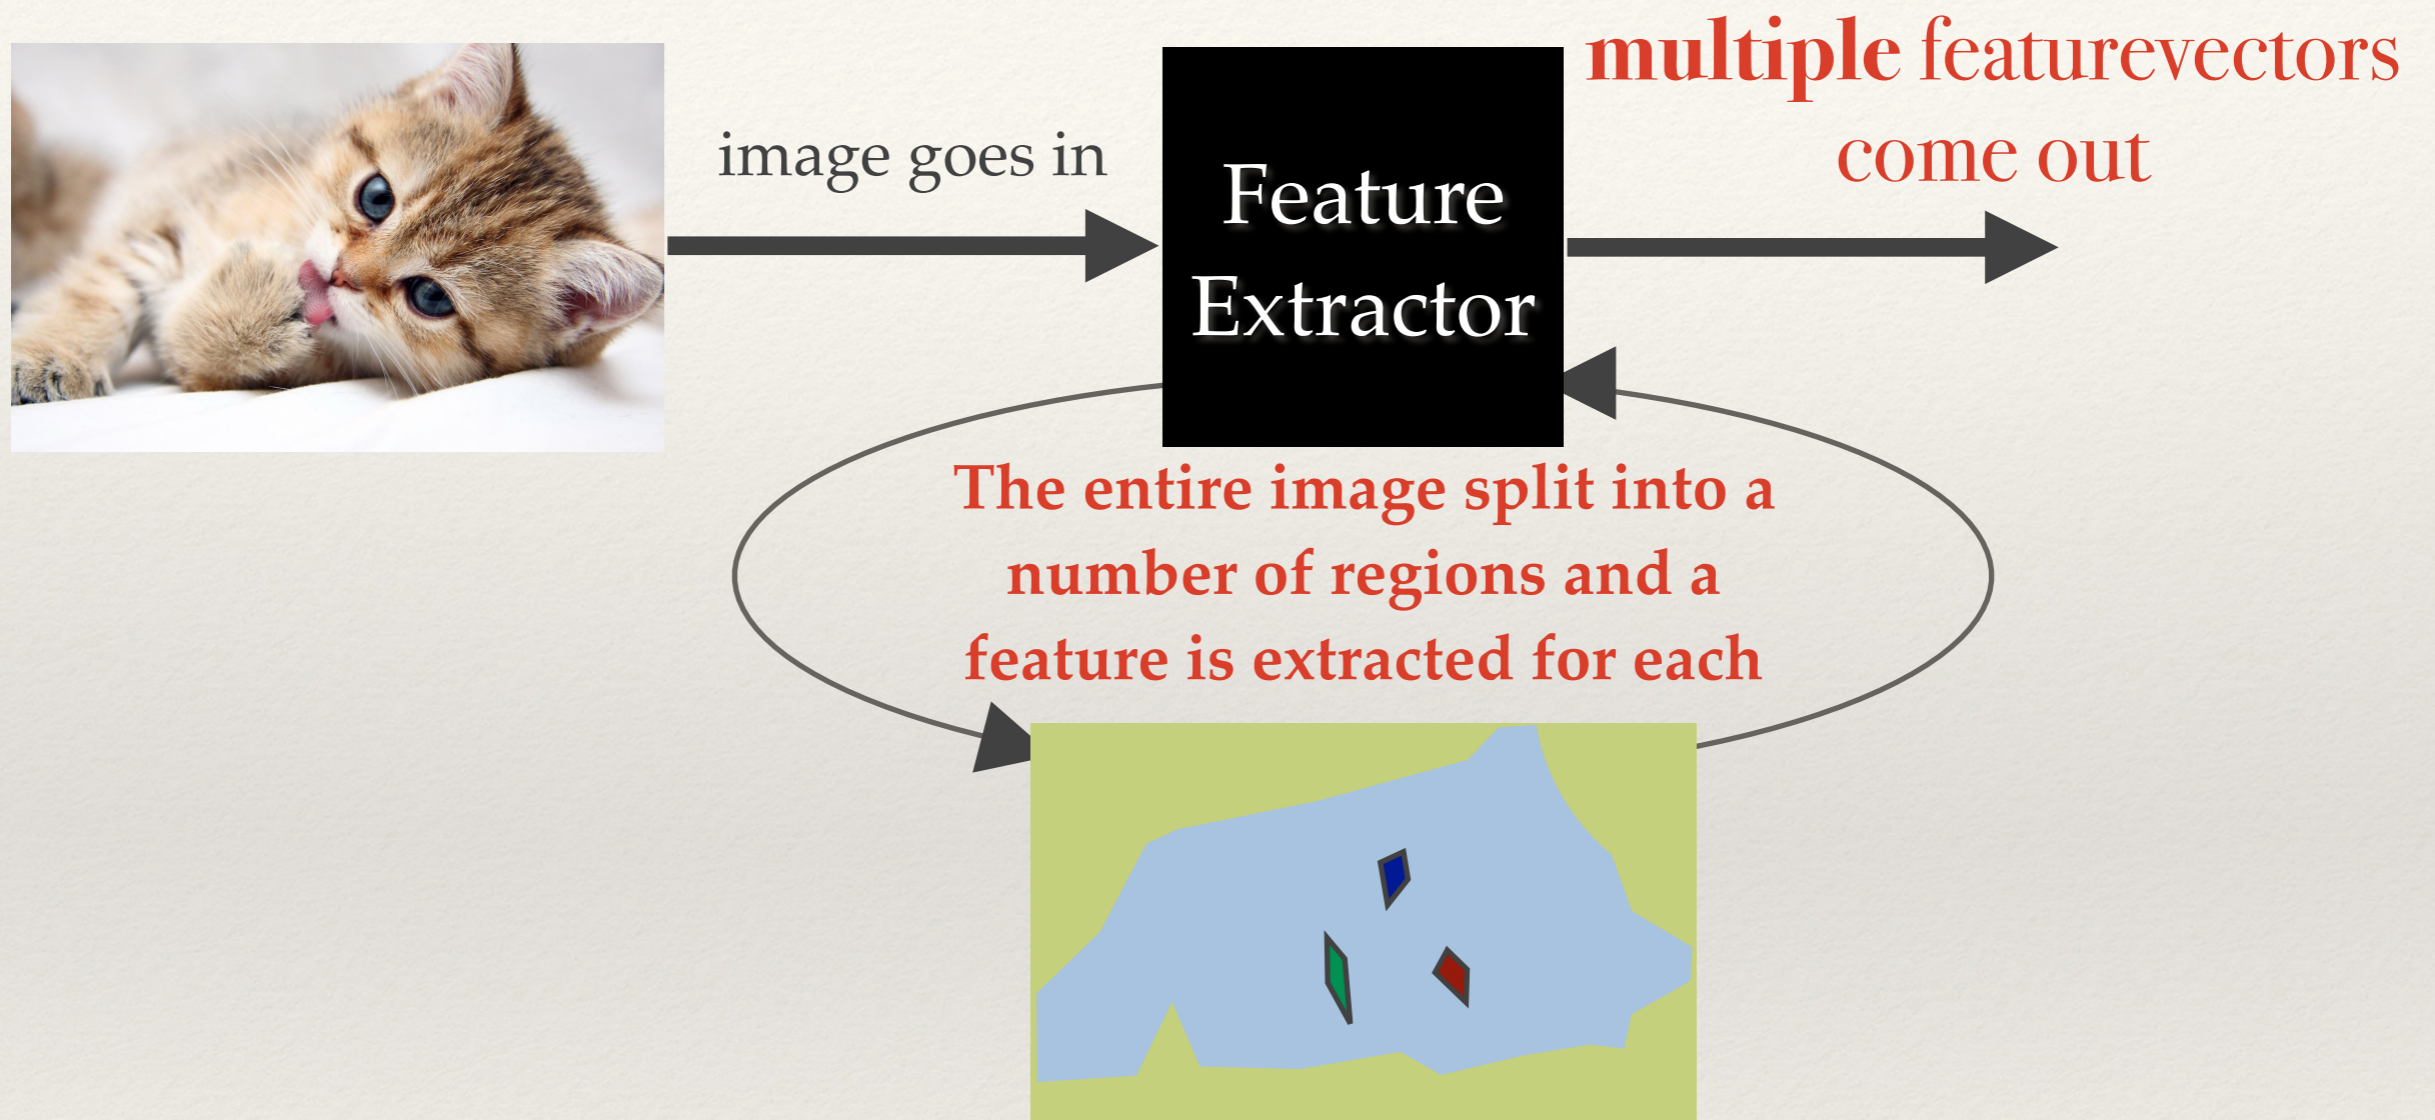 multiple featurevectors
come out
image goes in
Feature
Extractor
The entire image split into a
number of regions and a
feature is extracted for each